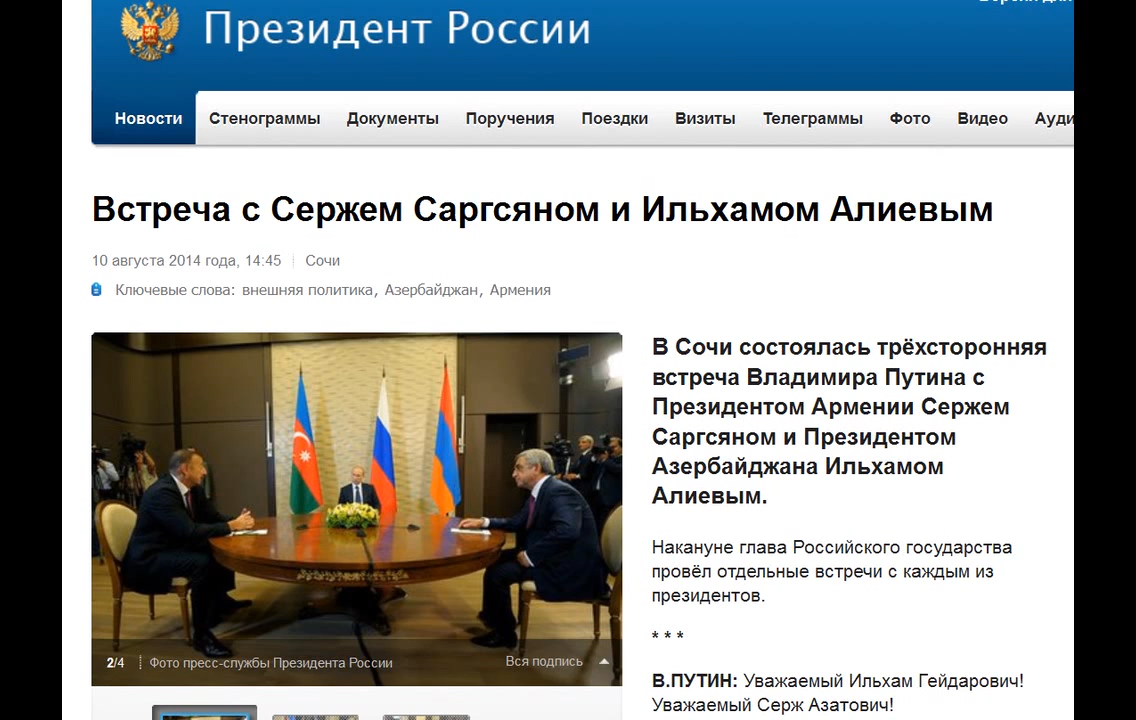 Президент России
Новости Стенограммы Документы Поручения Поездки Визиты Телеграммы Фото Видео
Встреча с Сержем Саргсяном и Ильхамом Алиевым
10 августа 2014 года, 14:45 Сочи
Ключевые слова: внешняя политика, Азербайджан, Армения
В Сочи состоялась трёхсторонняя
встреча Владимира Путина с
Президентом Армении Сержем
Саргсяном и Президентом
Азербайджана Ильхамом
Алиевым.
Накануне глава Российского государства
провёл отдельные встречи с каждым из
президентов.
* * *
В.ПУТИН: Уважаемый Ильхам Гейдарович!
Уважаемый Серж Азатович!
2/4 Фото пресс-службы Президента России Вся подпись